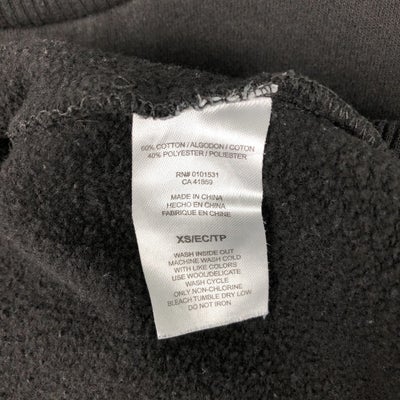 60% COTTON / ALGODON / COTON
40% POLYESTER / POLIESTER
RN# 0101531
CA 41869
MADE IN CHINA
HECHO EN CHINA
FABRIQUE EN CHINE
XS/EC/TP
WASH INSIDE OUT
MACHINE WASH COLD
WITH LIKE COLORS
USE WOOL/DELICATE
WASH CYCLE
ONLY NON-CHLORINE
BLEACH TUMBLE DRY LOW
DO NOT IRON